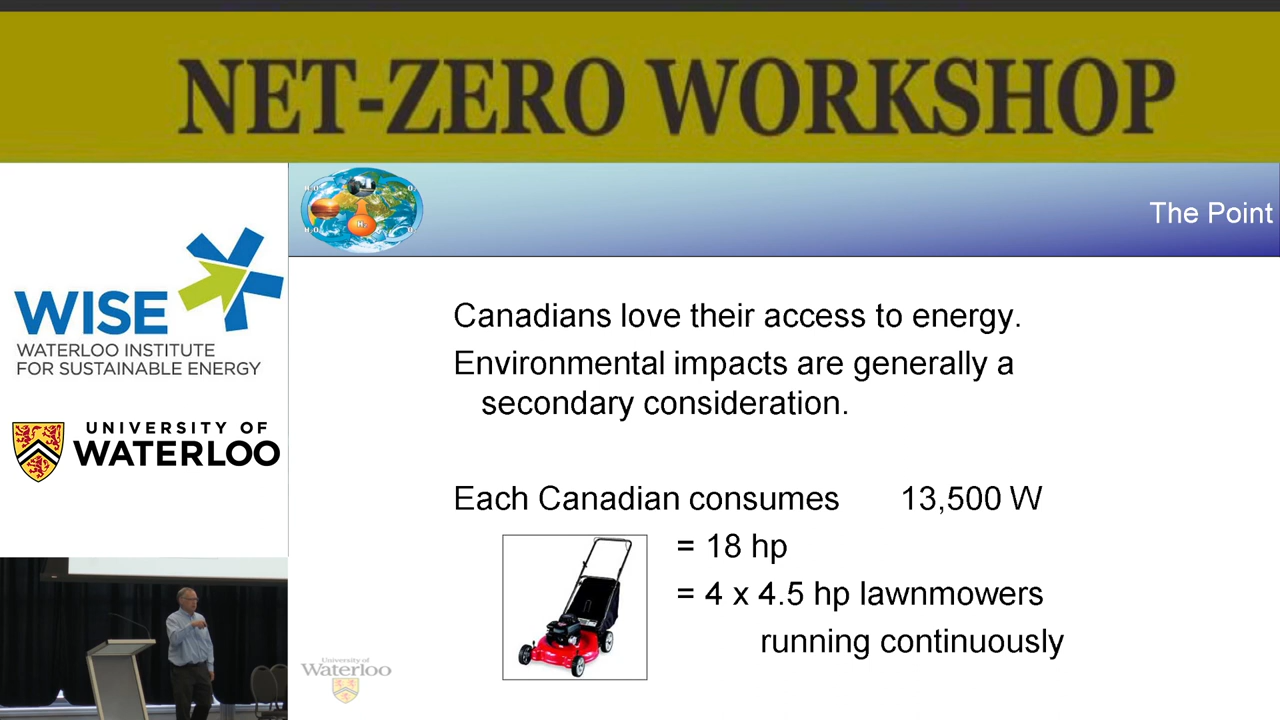 NET-ZERO WORKSHOP
The Point
WISE
WATERLOO INSTITUTE
FOR SUSTAINABLE ENERGY
UNIVERSITY OF
WATERLOO
Canadians love their access to energy.
Environmental impacts are generally a
secondary consideration.
Each Canadian consumes 13,500 W
= 18 hp
= 4 x 4.5 hp lawnmowers
running continuously
University of
Waterloo